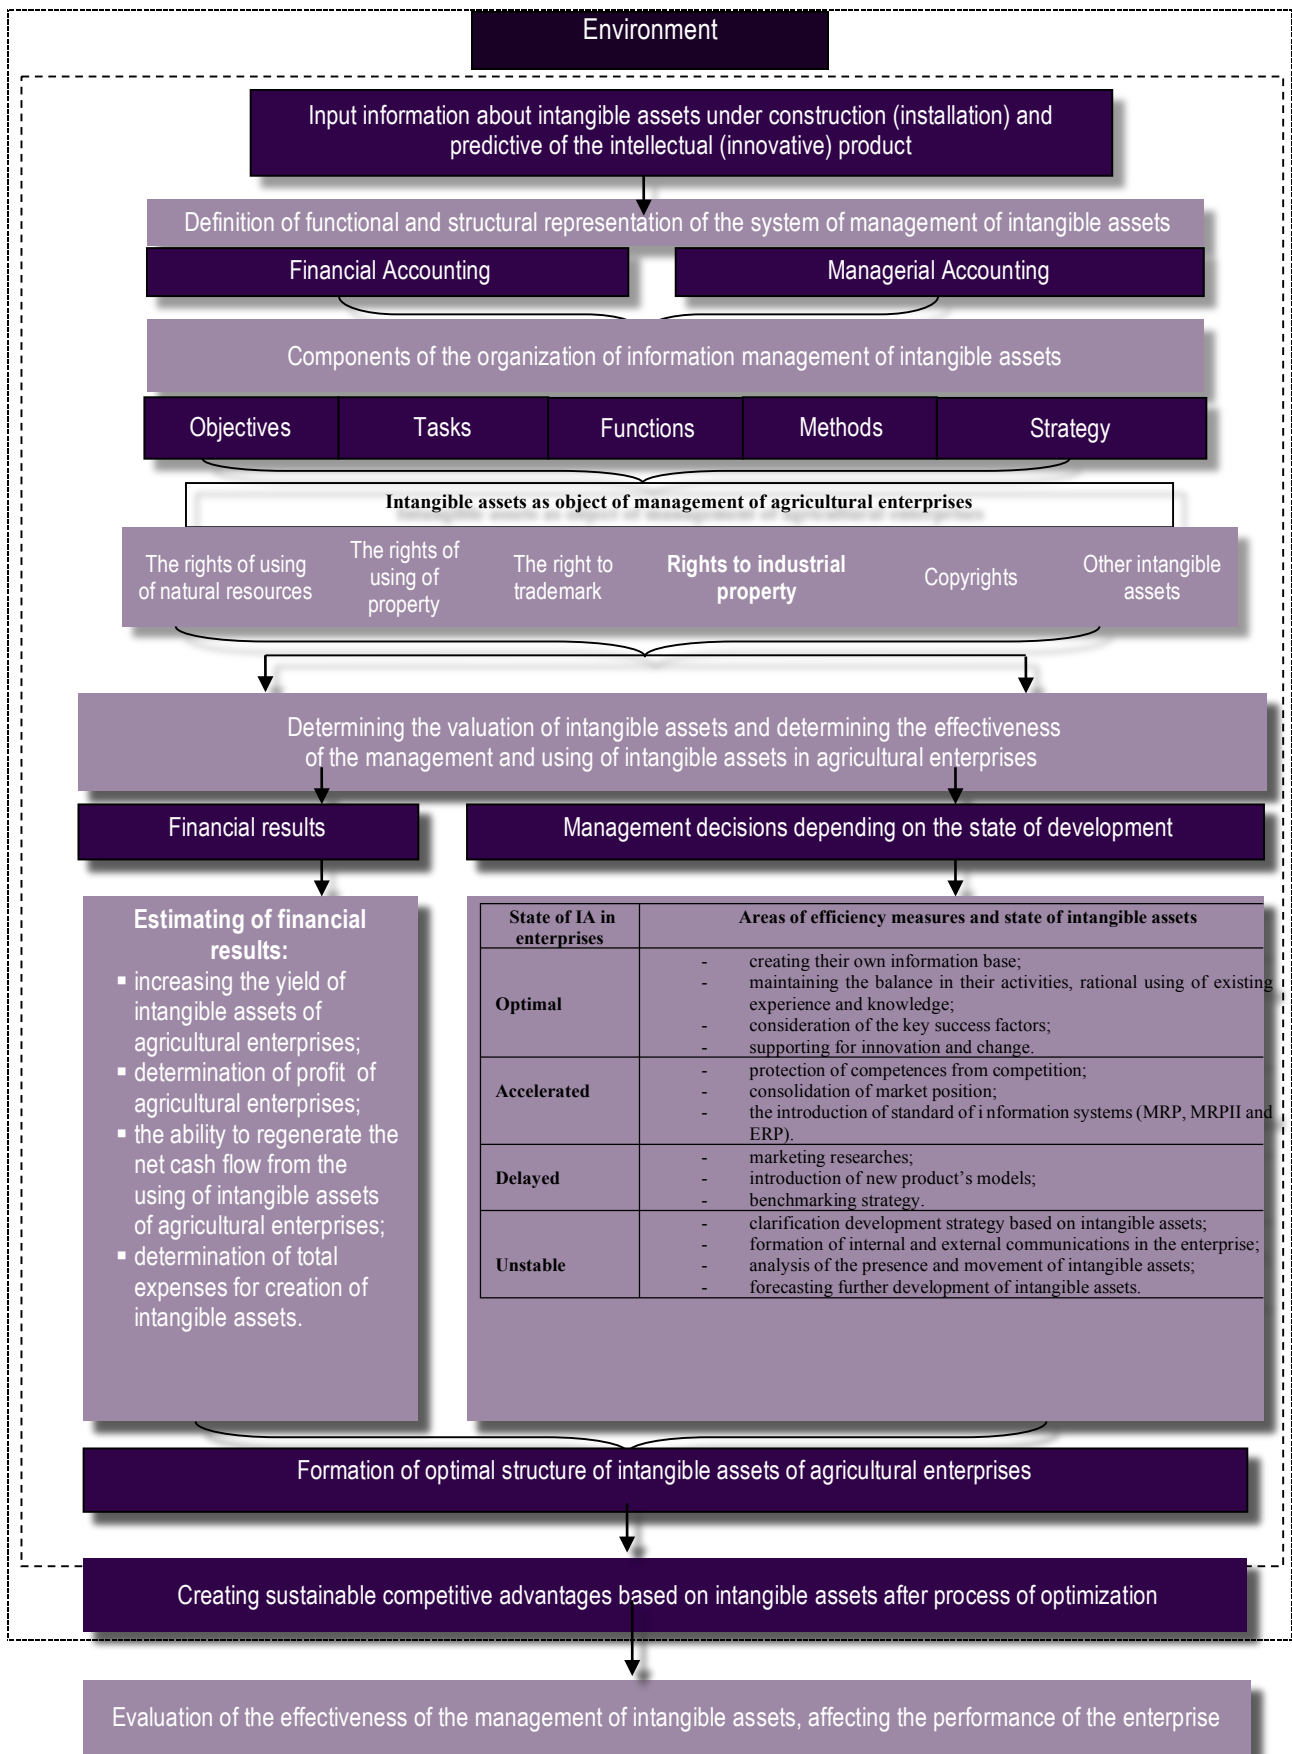 Environment
Input information about intangible assets under construction (installation) and
predictive of the intellectual (innovative) product
Definition of functional and structural representation of the system of management of intangible assets
Financial Accounting
Managerial Accounting
Components of the organization of information management of intangible assets
Objectives
Tasks
Functions
Methods
Strategy
Intangible assets as object of management of agricultural enterprises
The rights of using
of natural resources
The rights of
using of
property
The right to
trademark
Rights to industrial
property
Copyrights
Other intangible
assets
Determining the valuation of intangible assets and determining the effectiveness
of the management and using of intangible assets in agricultural enterprises
Financial results
Management decisions depending on the state of development
Estimating of financial
results:
▪ increasing the yield of
intangible assets of
agricultural enterprises;
▪ determination of profit of
agricultural enterprises;
▪ the ability to regenerate the
net cash flow from the
using of intangible assets
of agricultural enterprises;
▪ determination of total
expenses for creation of
intangible assets.
State of IA in
enterprises
Areas of efficiency measures and state of intangible assets
Optimal
- creating their own information base;
- maintaining the balance in their activities, rational using of existing
experience and knowledge;
- consideration of the key success factors;
- supporting for innovation and change.
Accelerated
- protection of competences from competition;
- consolidation of market position;
- the introduction of standard of i nformation systems (MRP, MRPII and
ERP).
Delayed
- marketing researches;
- introduction of new product's models;
- benchmarking strategy.
Unstable
- clarification development strategy based on intangible assets;
- formation of internal and external communications in the enterprise;
- analysis of the presence and movement of intangible assets;
- forecasting further development of intangible assets.
Formation of optimal structure of intangible assets of agricultural enterprises
Creating sustainable competitive advantages based on intangible assets after process of optimization
Evaluation of the effectiveness of the management of intangible assets, affecting the performance of the enterprise